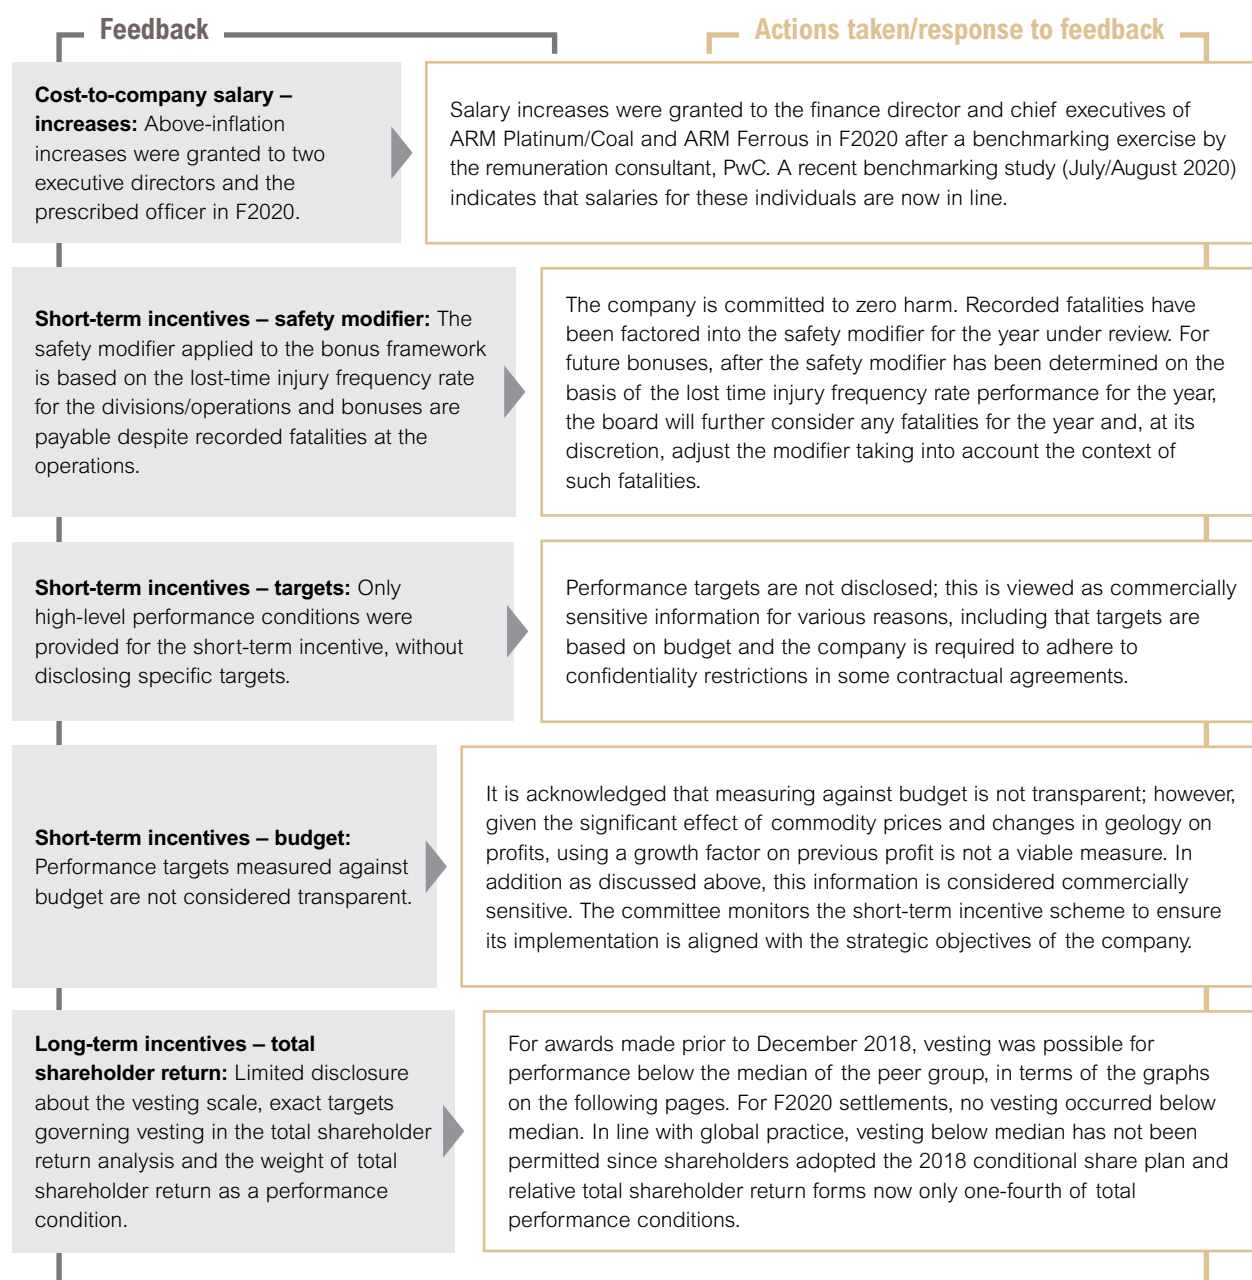 Feedback
Actions taken/response to feedback
Cost-to-company salary –
increases: Above-inflation
increases were granted to two
executive directors and the
prescribed officer in F2020.
Salary increases were granted to the finance director and chief executives of
ARM Platinum/Coal and ARM Ferrous in F2020 after a benchmarking exercise by
the remuneration consultant, PwC. A recent benchmarking study (July/August 2020)
indicates that salaries for these individuals are now in line.
Short-term incentives – safety modifier: The
safety modifier applied to the bonus framework
is based on the lost-time injury frequency rate
for the divisions/operations and bonuses are
payable despite recorded fatalities at the
operations.
The company is committed to zero harm. Recorded fatalities have
been factored into the safety modifier for the year under review. For
future bonuses, after the safety modifier has been determined on the
basis of the lost time injury frequency rate performance for the year,
the board will further consider any fatalities for the year and, at its
discretion, adjust the modifier taking into account the context of
such fatalities.
Short-term incentives – targets: Only
high-level performance conditions were
provided for the short-term incentive, without
disclosing specific targets.
Performance targets are not disclosed; this is viewed as commercially
sensitive information for various reasons, including that targets are
based on budget and the company is required to adhere to
confidentiality restrictions in some contractual agreements.
Short-term incentives – budget:
Performance targets measured against
budget are not considered transparent.
It is acknowledged that measuring against budget is not transparent; however,
given the significant effect of commodity prices and changes in geology on
profits, using a growth factor on previous profit is not a viable measure. In
addition as discussed above, this information is considered commercially
sensitive. The committee monitors the short-term incentive scheme to ensure
its implementation is aligned with the strategic objectives of the company.
Long-term incentives – total
shareholder return: Limited disclosure
about the vesting scale, exact targets
governing vesting in the total shareholder
return analysis and the weight of total
shareholder return as a performance
condition.
For awards made prior to December 2018, vesting was possible for
performance below the median of the peer group, in terms of the graphs
on the following pages. For F2020 settlements, no vesting occurred below
median. In line with global practice, vesting below median has not been
permitted since shareholders adopted the 2018 conditional share plan and
relative total shareholder return forms now only one-fourth of total
performance conditions.